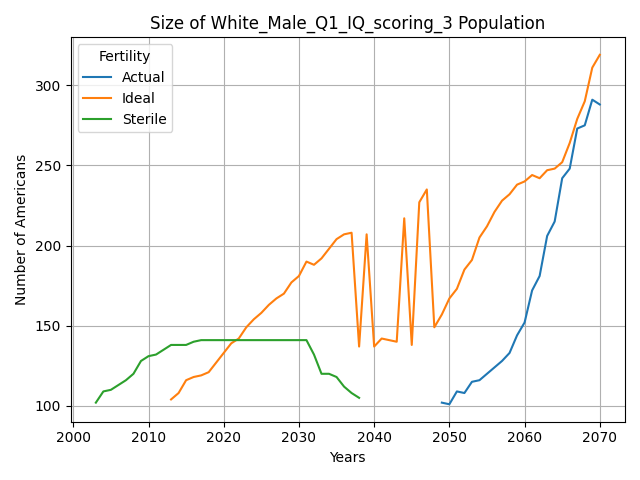 Size of White_Male_Q1_IQ_scoring_3 Population
Fertility
Actual
Ideal
Sterile
Number of Americans
300
250
200
150
100
2000 2010 2020 2030 2040 2050 2060 2070
Years